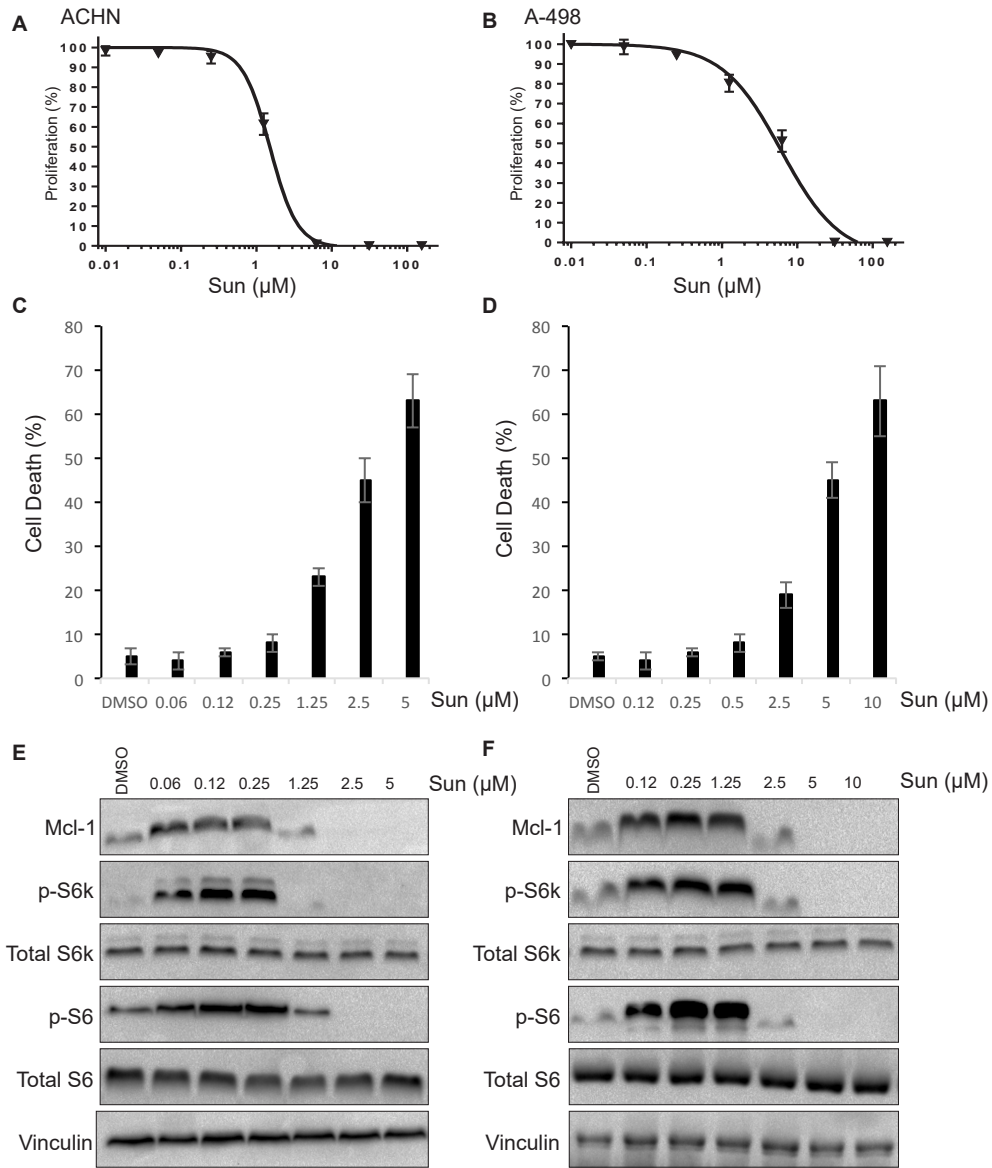 A ACHN
Proliferation (%)
100
90
80
70
60
50
40
30
20
10
0
0.01 0.1 1 10 100
Sun (µM)
B A-498
Proliferation (%)
100
90
80
70
60
50
40
30
20
10
0
0.01 0.1 1 10 100
Sun (µM)
C
Cell Death (%)
80
70
60
50
40
30
20
10
0
DMSO 0.06 0.12 0.25 1.25 2.5 5 Sun (µM)
D
Cell Death (%)
80
70
60
50
40
30
20
10
0
DMSO 0.12 0.25 0.5 2.5 5 10 Sun (µM)
E
DMSO 0.06 0.12 0.25 1.25 2.5 5 Sun (µM)
Mcl-1
p-S6k
Total S6k
p-S6
Total S6
Vinculin
F
DMSO 0.12 0.25 1.25 2.5 5 10 Sun (µM)
Mcl-1
p-S6k
Total S6k
p-S6
Total S6
Vinculin